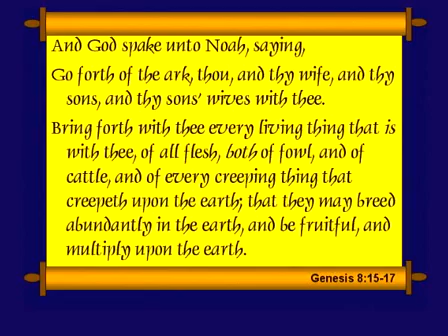 And God spake unto Noah, saying,
Go forth of the ark, thou, and thy wife, and thy
sons, and thy sons' wives with thee.
Bring forth with thee every living thing that is
with thee, of all flesh, both of fowl, and of
cattle, and of every creeping thing that
creepeth upon the earth; that they may breed
abundantly in the earth, and be fruitful, and
multiply upon the earth.
Genesis 8:15-17